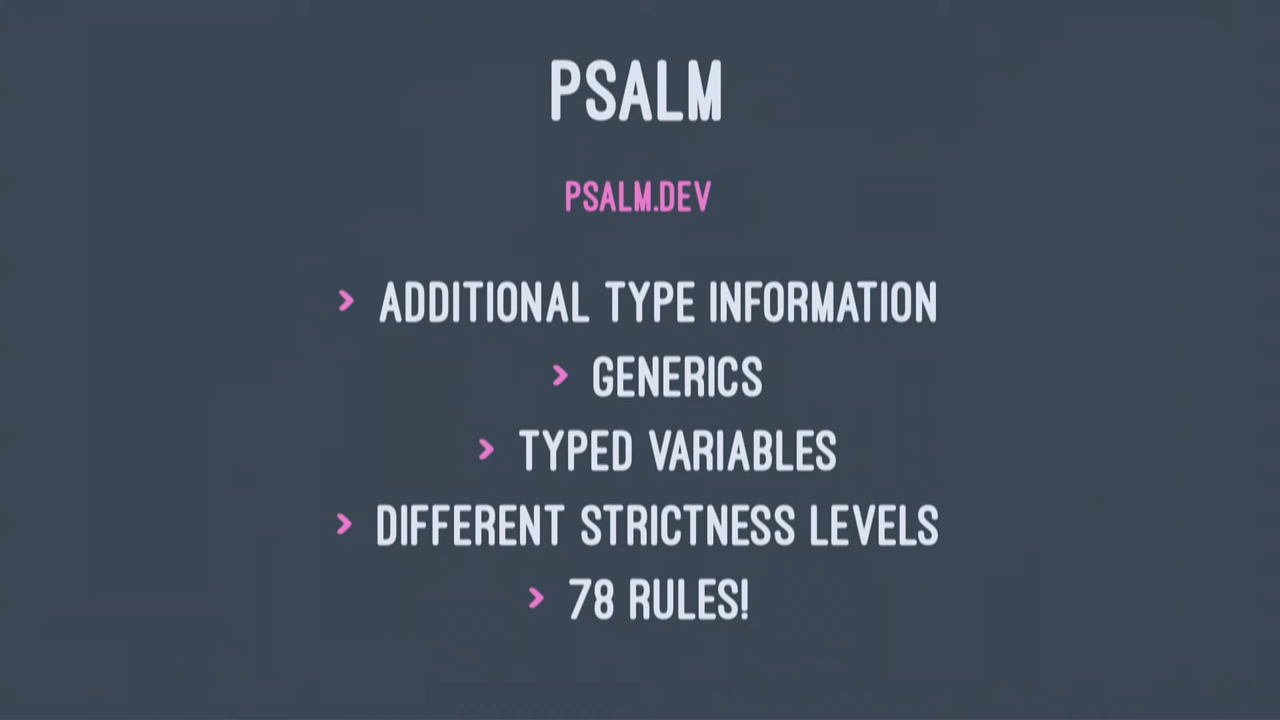 PSALM
PSALM.DEV
> ADDITIONAL TYPE INFORMATION
> GENERICS
> TYPED VARIABLES
> DIFFERENT STRICTNESS LEVELS
> 78 RULES!